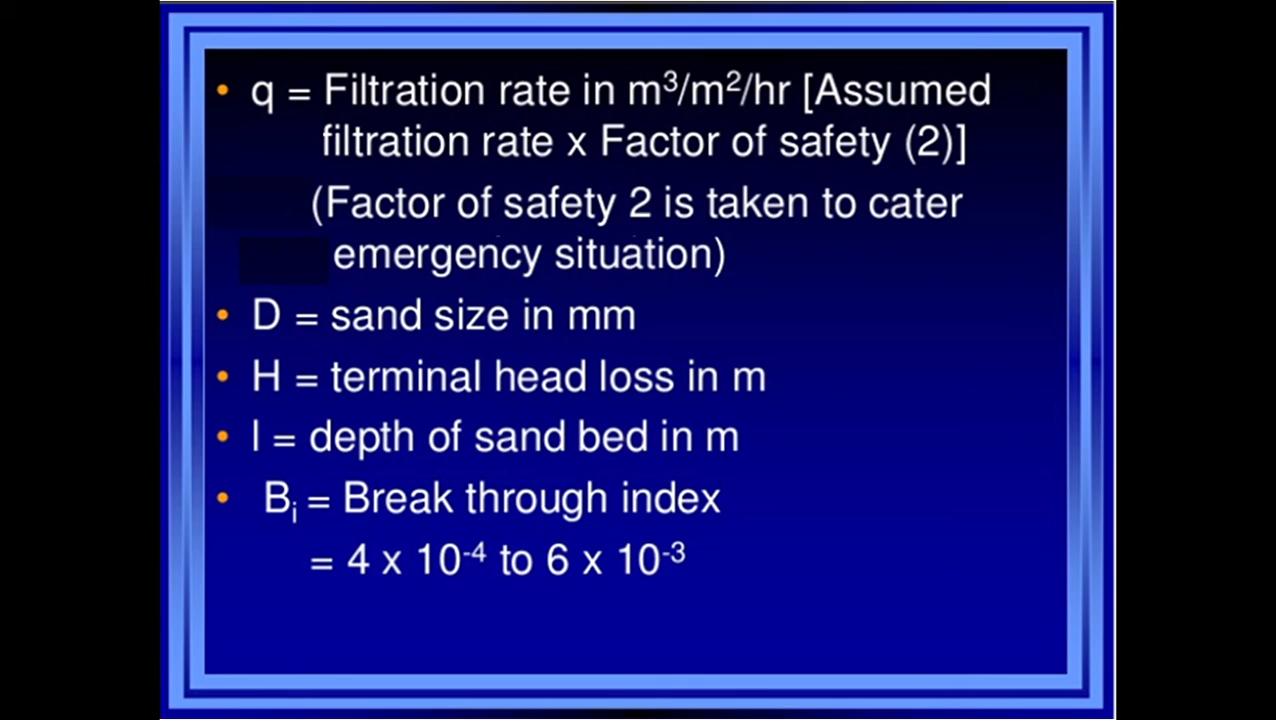 • q = Filtration rate in m³/m²/hr [Assumed
filtration rate x Factor of safety (2)]
(Factor of safety 2 is taken to cater
emergency situation)
• D = sand size in mm
• H = terminal head loss in m
• l = depth of sand bed in m
• Bᵢ = Break through index
= 4 x 10⁻⁴ to 6 x 10⁻³